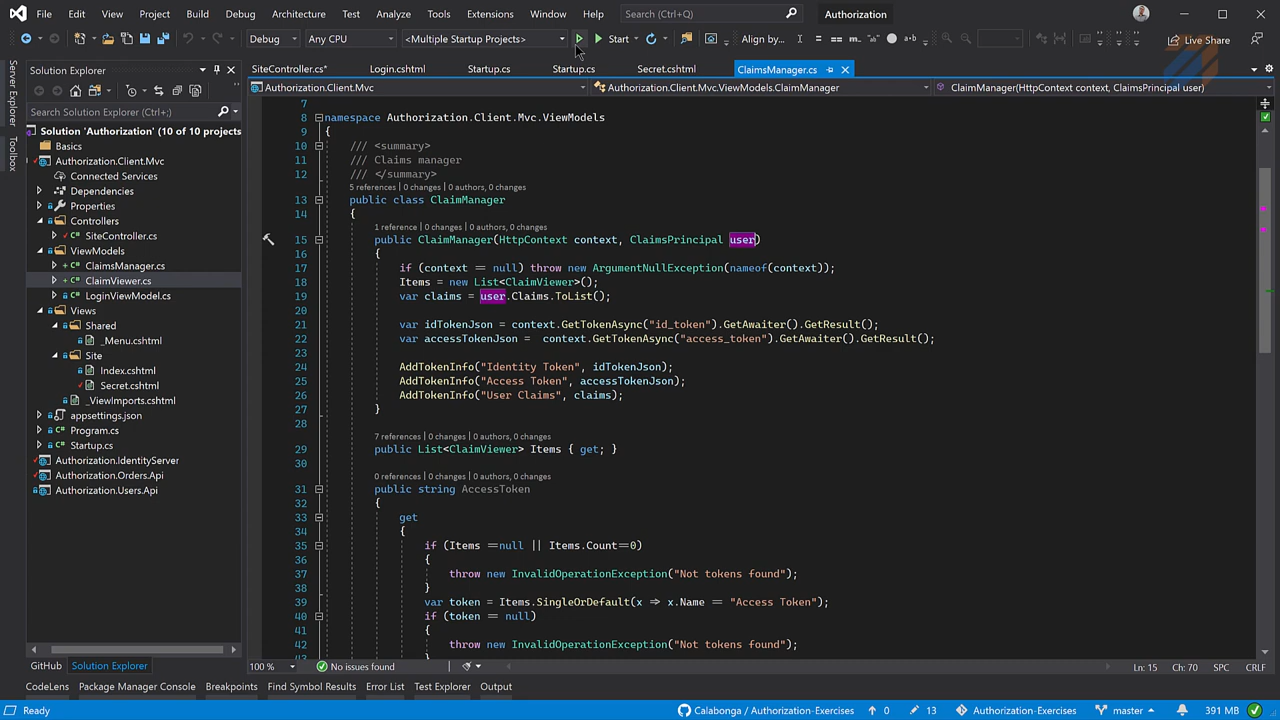 File Edit View Project Build Debug Architecture Test Analyze Tools Extensions Window Help Search (Ctrl+Q) Authorization
Debug Any CPU <Multiple Startup Projects> Start Align by... Live Share
Server Explorer
Toolbox
Solution Explorer
Search Solution Explorer (Ctrl+;)
Solution 'Authorization' (10 of 10 projects)
Basics
Authorization.Client.Mvc
Connected Services
Dependencies
Properties
Controllers
SiteController.cs
ViewModels
ClaimsManager.cs
ClaimViewer.cs
LoginViewModel.cs
Views
Shared
_Menu.cshtml
Site
Index.cshtml
Secret.cshtml
_ViewImports.cshtml
appsettings.json
Program.cs
Startup.cs
Authorization.IdentityServer
Authorization.Orders.Api
Authorization.Users.Api
GitHub Solution Explorer
SiteController.cs* Login.cshtml Startup.cs Startup.cs Secret.cshtml ClaimsManager.cs
Authorization.Client.Mvc Authorization.Client.Mvc.ViewModels.ClaimManager ClaimManager(HttpContext context, ClaimsPrincipal user)
7
8 namespace Authorization.Client.Mvc.ViewModels
9 {
10 /// <summary>
11 /// Claims manager
12 /// </summary>
5 references | 0 changes | 0 authors, 0 changes
13 public class ClaimManager
14 {
1 reference | 0 changes | 0 authors, 0 changes
15 public ClaimManager(HttpContext context, ClaimsPrincipal user)
16 {
17 if (context == null) throw new ArgumentNullException(nameof(context));
18 Items = new List<ClaimViewer>();
19 var claims = user.Claims.ToList();
20
21 var idTokenJson = context.GetTokenAsync("id_token").GetAwaiter().GetResult();
22 var accessTokenJson = context.GetTokenAsync("access_token").GetAwaiter().GetResult();
23
24 AddTokenInfo("Identity Token", idTokenJson);
25 AddTokenInfo("Access Token", accessTokenJson);
26 AddTokenInfo("User Claims", claims);
27 }
28
7 references | 0 changes | 0 authors, 0 changes
29 public List<ClaimViewer> Items { get; }
30
0 references | 0 changes | 0 authors, 0 changes
31 public string AccessToken
32 {
33 get
34 {
35 if (Items ==null || Items.Count==0)
36 {
37 throw new InvalidOperationException("Not tokens found");
38 }
39 var token = Items.SingleOrDefault(x => x.Name == "Access Token");
40 if (token == null)
41 {
42 throw new InvalidOperationException("Not tokens found");
100 % No issues found Ln: 15 Ch: 70 SPC CRLF
CodeLens Package Manager Console Breakpoints Find Symbol Results Error List Test Explorer Output
Ready Calabonga / Authorization-Exercises 0 13 Authorization-Exercises master 391 MB